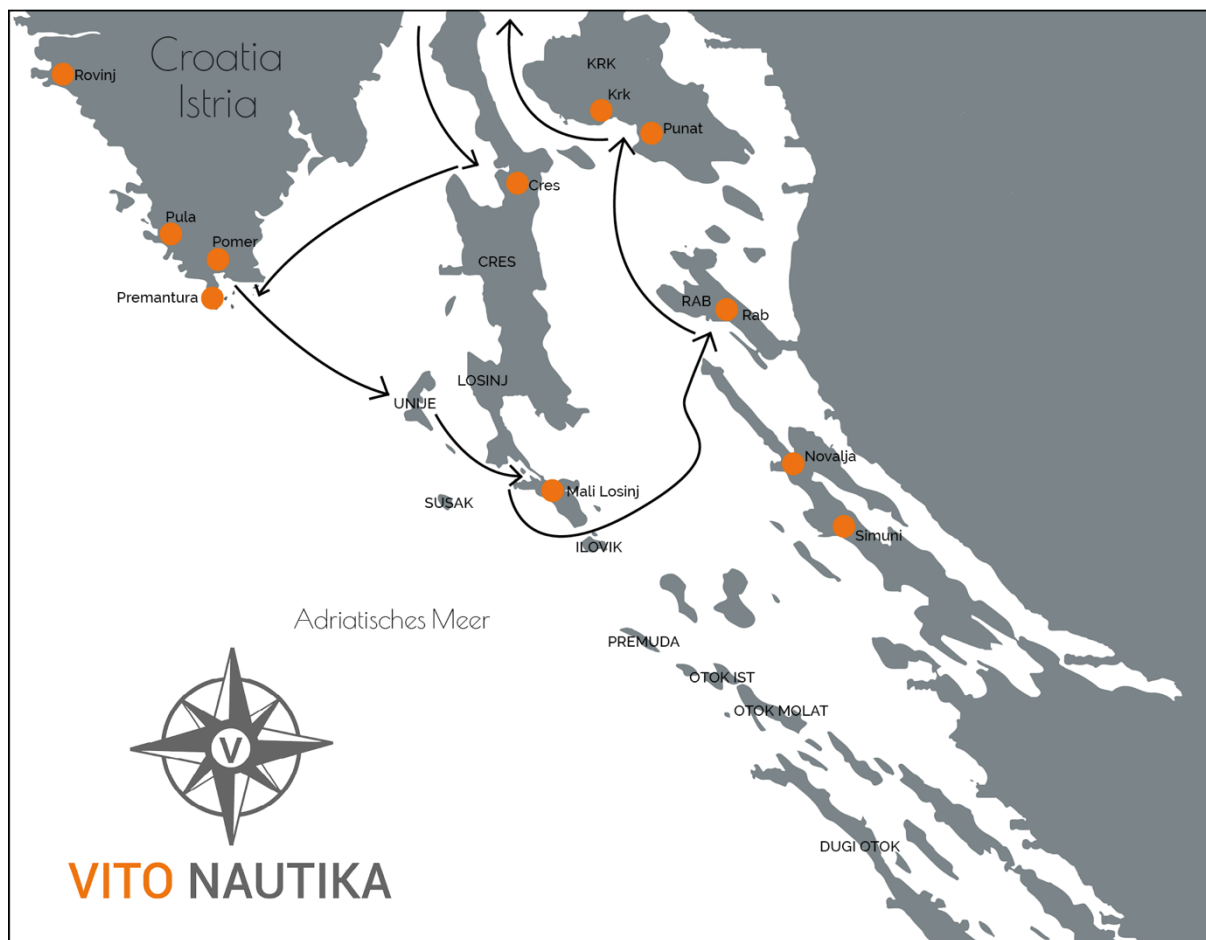 Croatia
Istria
Rovinj
KRK
Krk
Punat
Cres
Pula
Pomer
CRES
Premantura
RAB
Rab
LOSINJ
UNIJE
Novalja
Mali Losinj
SUSAK
Simuni
ILOVIK
Adriatisches Meer
PREMUDA
OTOK IST
OTOK MOLAT
V
DUGI OTOK
VITO NAUTIKA